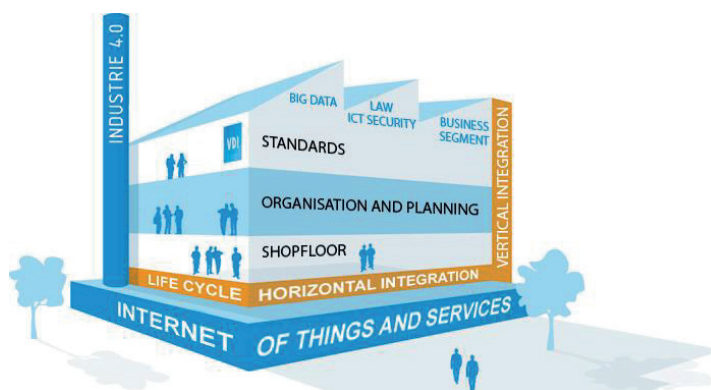 INDUSTRIE 4.0
BIG DATA
LAW
ICT SECURITY
BUSINESS
SEGMENT
VDI
STANDARDS
ORGANISATION AND PLANNING
SHOPFLOOR
VERTICAL INTEGRATION
LIFE CYCLE
HORIZONTAL INTEGRATION
INTERNET OF THINGS AND SERVICES